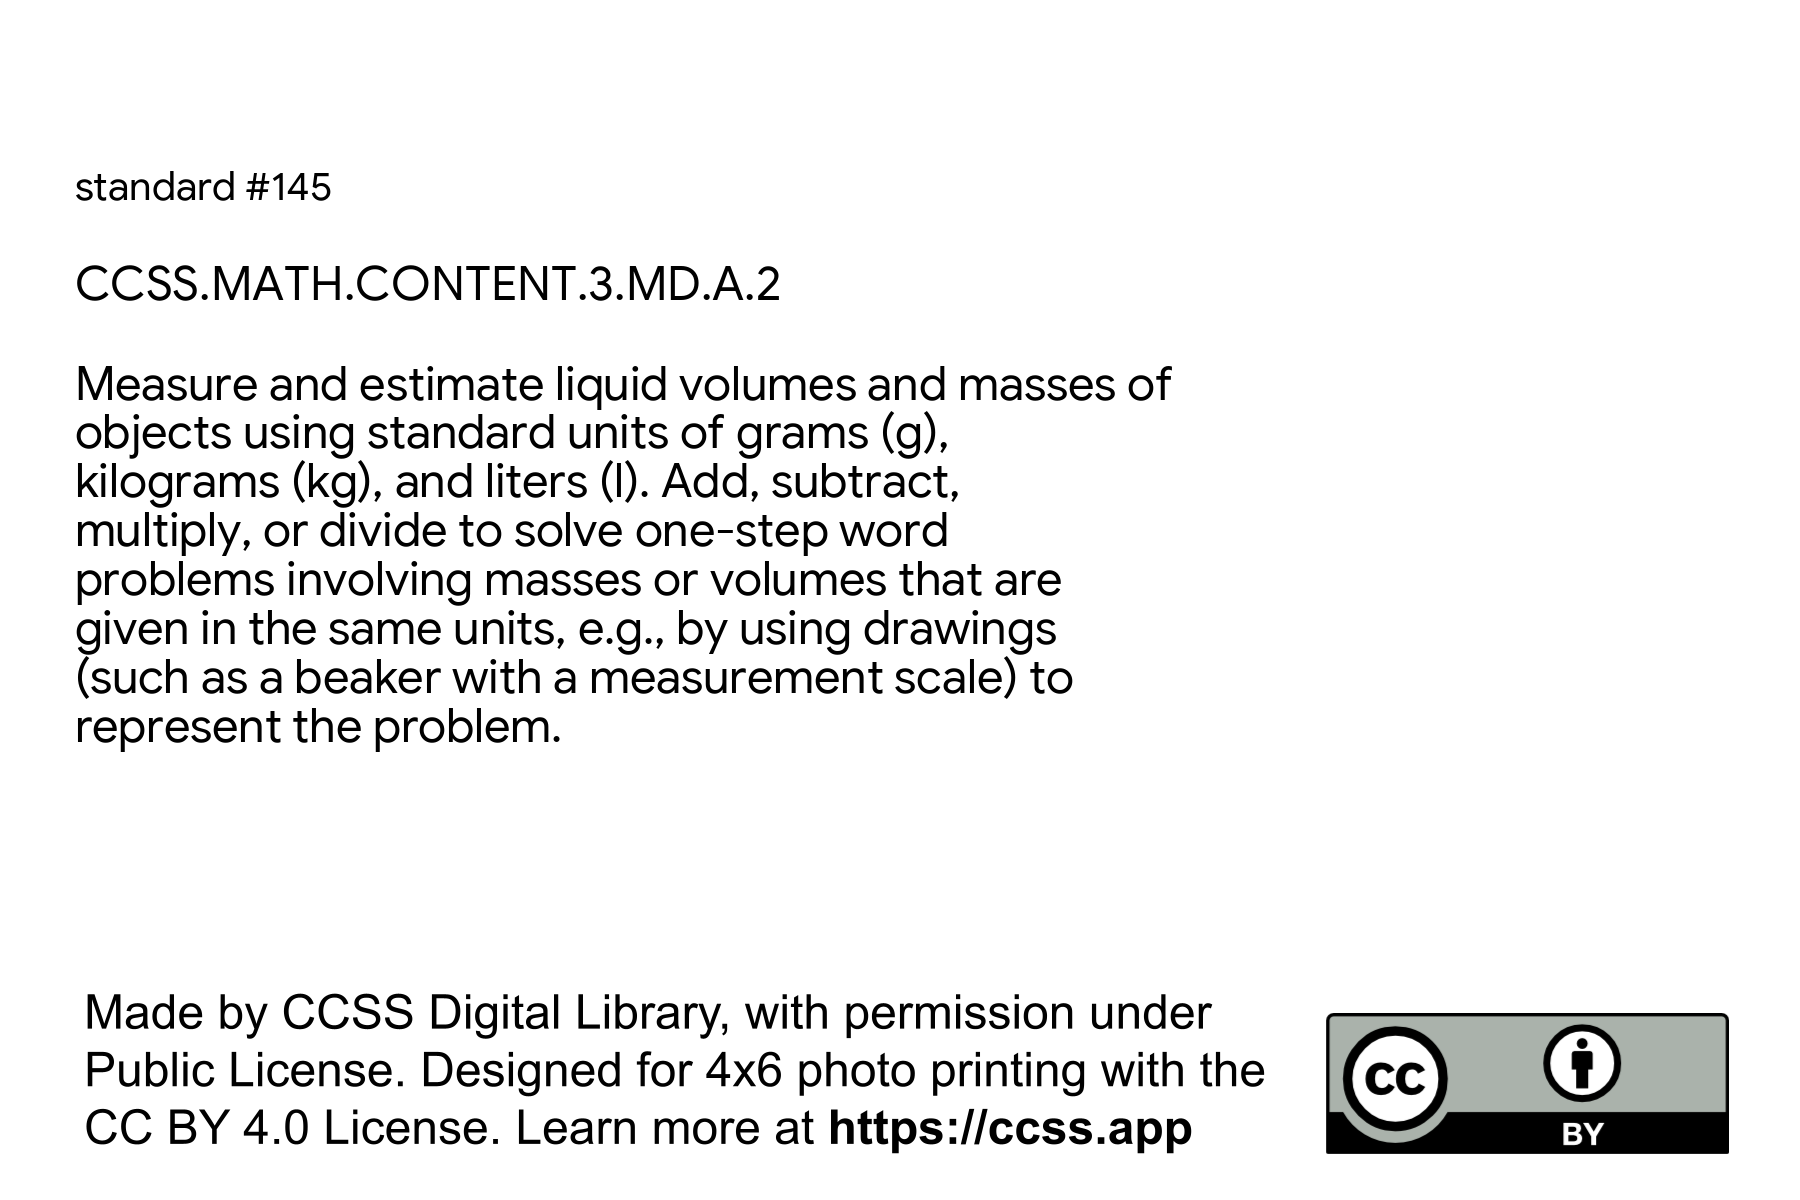 standard #145
CCSS.MATH.CONTENT.3.MD.A.2
Measure and estimate liquid volumes and masses of
objects using standard units of grams (g),
kilograms (kg), and liters (l). Add, subtract,
multiply, or divide to solve one-step word
problems involving masses or volumes that are
given in the same units, e.g., by using drawings
(such as a beaker with a measurement scale) to
represent the problem.
Made by CCSS Digital Library, with permission under
Public License. Designed for 4x6 photo printing with the
CC BY 4.0 License. Learn more at https://ccss.app
CC
BY